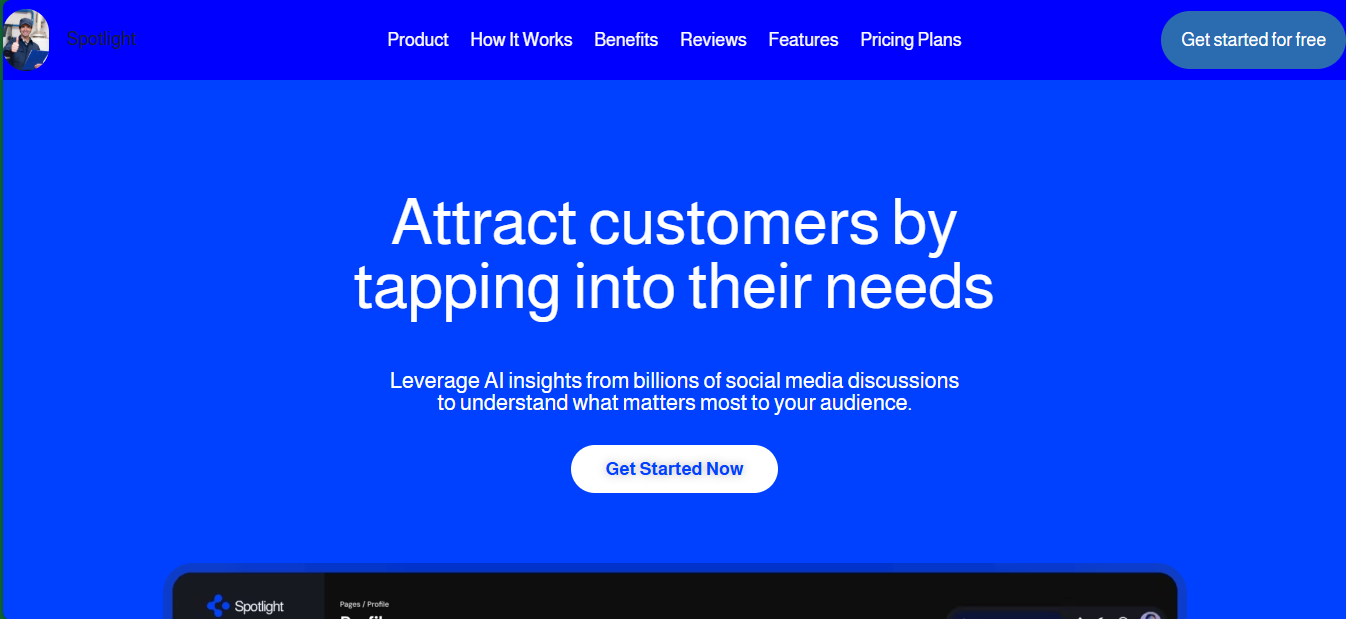 Spotlight
Product How It Works Benefits Reviews Features Pricing Plans
Get started for free
Attract customers by
tapping into their needs
Leverage AI insights from billions of social media discussions
to understand what matters most to your audience.
Get Started Now
Spotlight
Pages / Profile